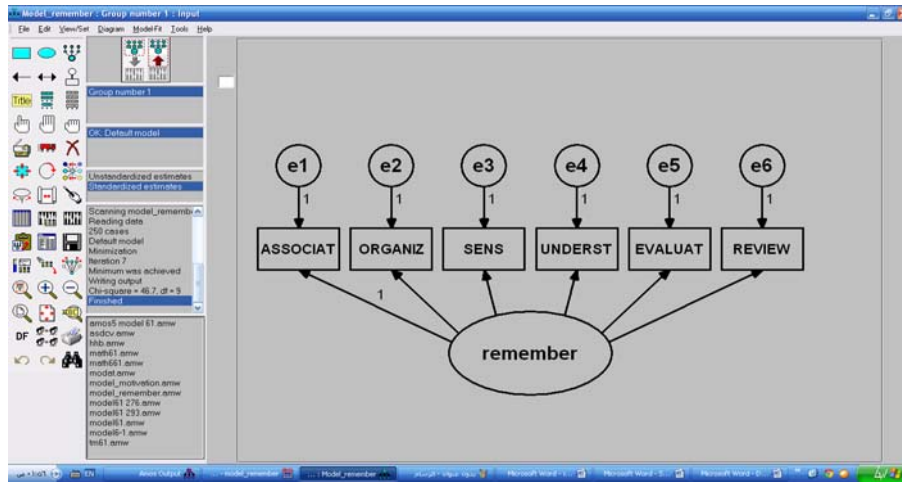 Model_remember : Group number 1 : Input
File Edit View/Set Diagram Model-Fit Tools Help
Title
DF
Group number 1
OK: Default model
Unstandardized estimates
Standardized estimates
Scanning model_remembe
Reading data
250 cases
Default model
Minimization
Iteration 7
Minimum was achieved
Writing output
Chi-square = 46.7, df = 9
Finished
amos5 model 61.amw
asdcv.amw
hhb.amw
math61.amw
math661.amw
modat.amw
model_motivation.amw
model_remember.amw
model61 276.amw
model61 293.amw
model61.amw
model6-1.amw
tm61.amw
e1 e2 e3 e4 e5 e6
1 1 1 1 1 1
ASSOCIAT ORGANIZ SENS UNDERST EVALUAT REVIEW
1
remember
EN
Amos Output
... - model_remember
... : Model_remember
Microsoft Word - 
Microsoft Word - S...
Microsoft Word - D...